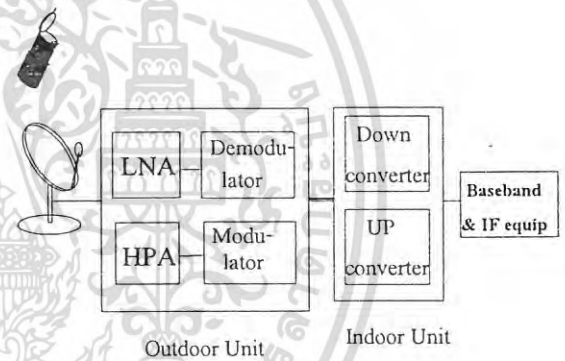 LNA
Demodu-
lator
HPA
Modu-
lator
Outdoor Unit
Down
converter
UP
converter
Indoor Unit
Baseband
& IF equip